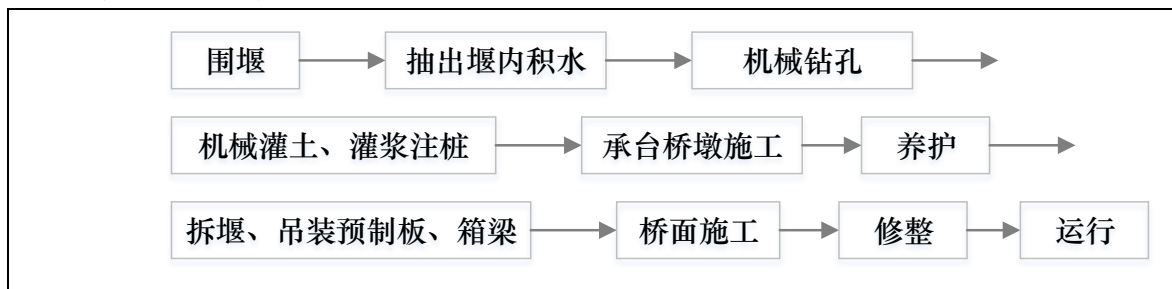 围堰 抽出堰内积水 机械钻孔
机械灌土、灌浆注桩 承台桥墩施工 养护
拆堰、吊装预制板、箱梁 桥面施工 修整 运行